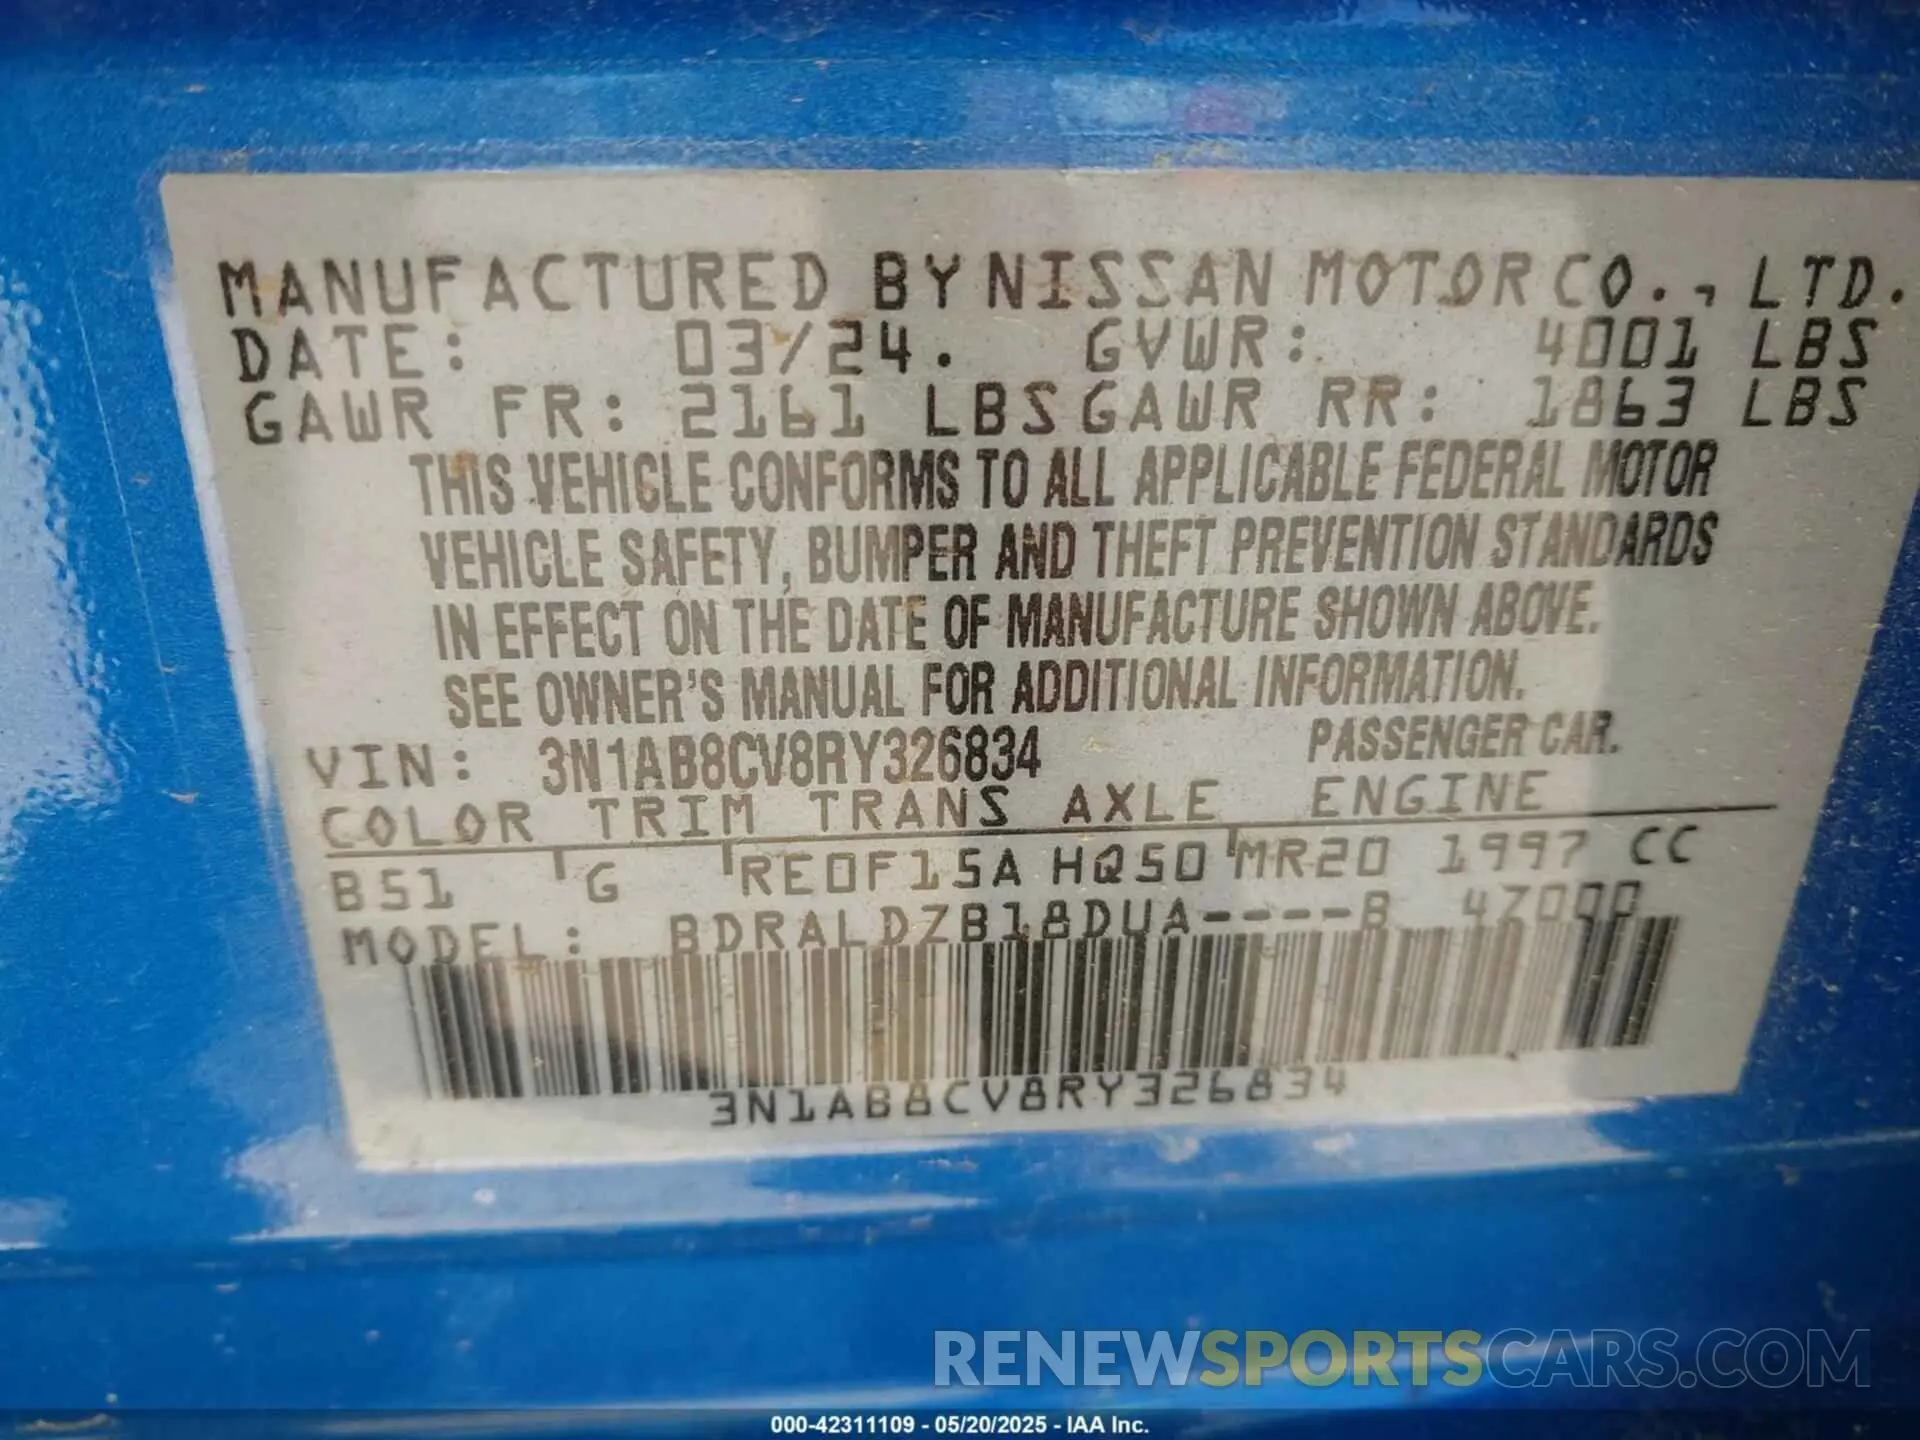 MANUFACTURED BY NISSAN MOTOR CO., LTD.
DATE: 03/24. GVWR: 4001 LBS
GAWR FR: 2161 LBS GAWR RR: 1863 LBS
THIS VEHICLE CONFORMS TO ALL APPLICABLE FEDERAL MOTOR
VEHICLE SAFETY, BUMPER AND THEFT PREVENTION STANDARDS
IN EFFECT ON THE DATE OF MANUFACTURE SHOWN ABOVE.
SEE OWNER'S MANUAL FOR ADDITIONAL INFORMATION.
VIN: 3N1AB8CV8RY326834 PASSENGER CAR.
COLOR TRIM TRANS AXLE ENGINE
B51 G RE0F15A HQ50 MR20 1997 CC
MODEL: BDRALDZB18DUA----B 47000
3N1AB8CV8RY326834
RENEWSPORTSCARS.COM
000-42311109 - 05/20/2025 - IAA Inc.